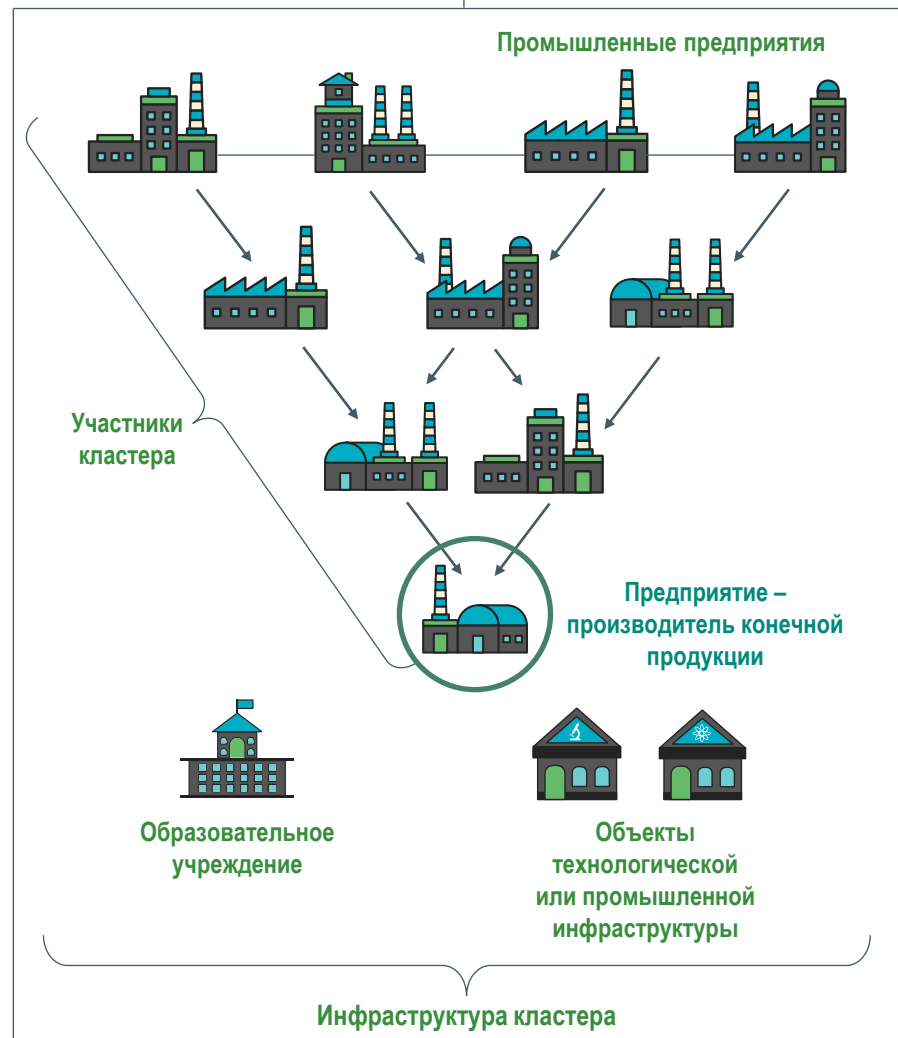 Промышленные предприятия
Участники
кластера
Предприятие –
производитель конечной
продукции
Образовательное
учреждение
Объекты
технологической
или промышленной
инфраструктуры
Инфраструктура кластера